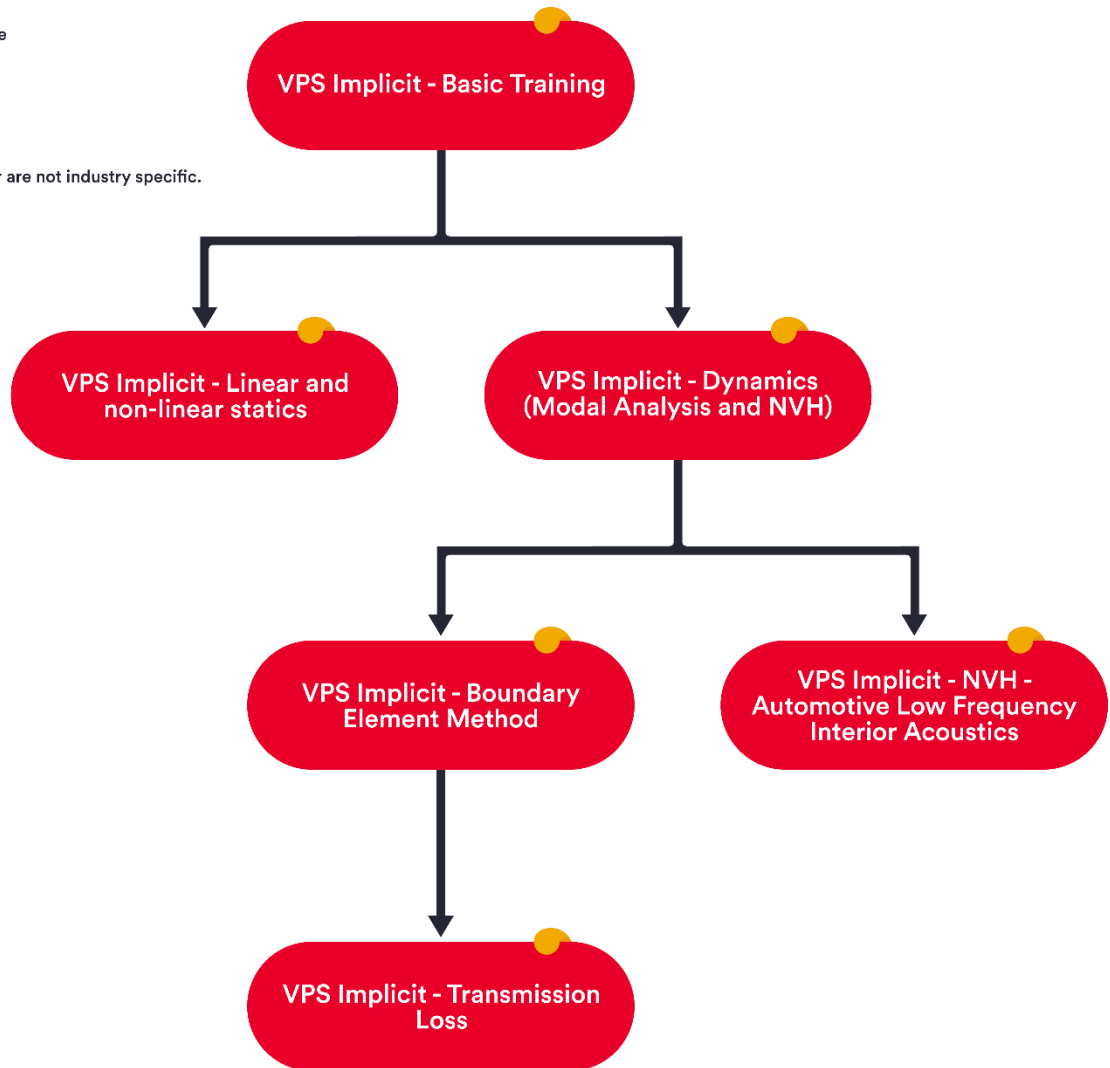 e
VPS Implicit - Basic Training
r are not industry specific.
VPS Implicit - Linear and
non-linear statics
VPS Implicit - Dynamics
(Modal Analysis and NVH)
VPS Implicit - Boundary
Element Method
VPS Implicit - NVH -
Automotive Low Frequency
Interior Acoustics
VPS Implicit - Transmission
Loss